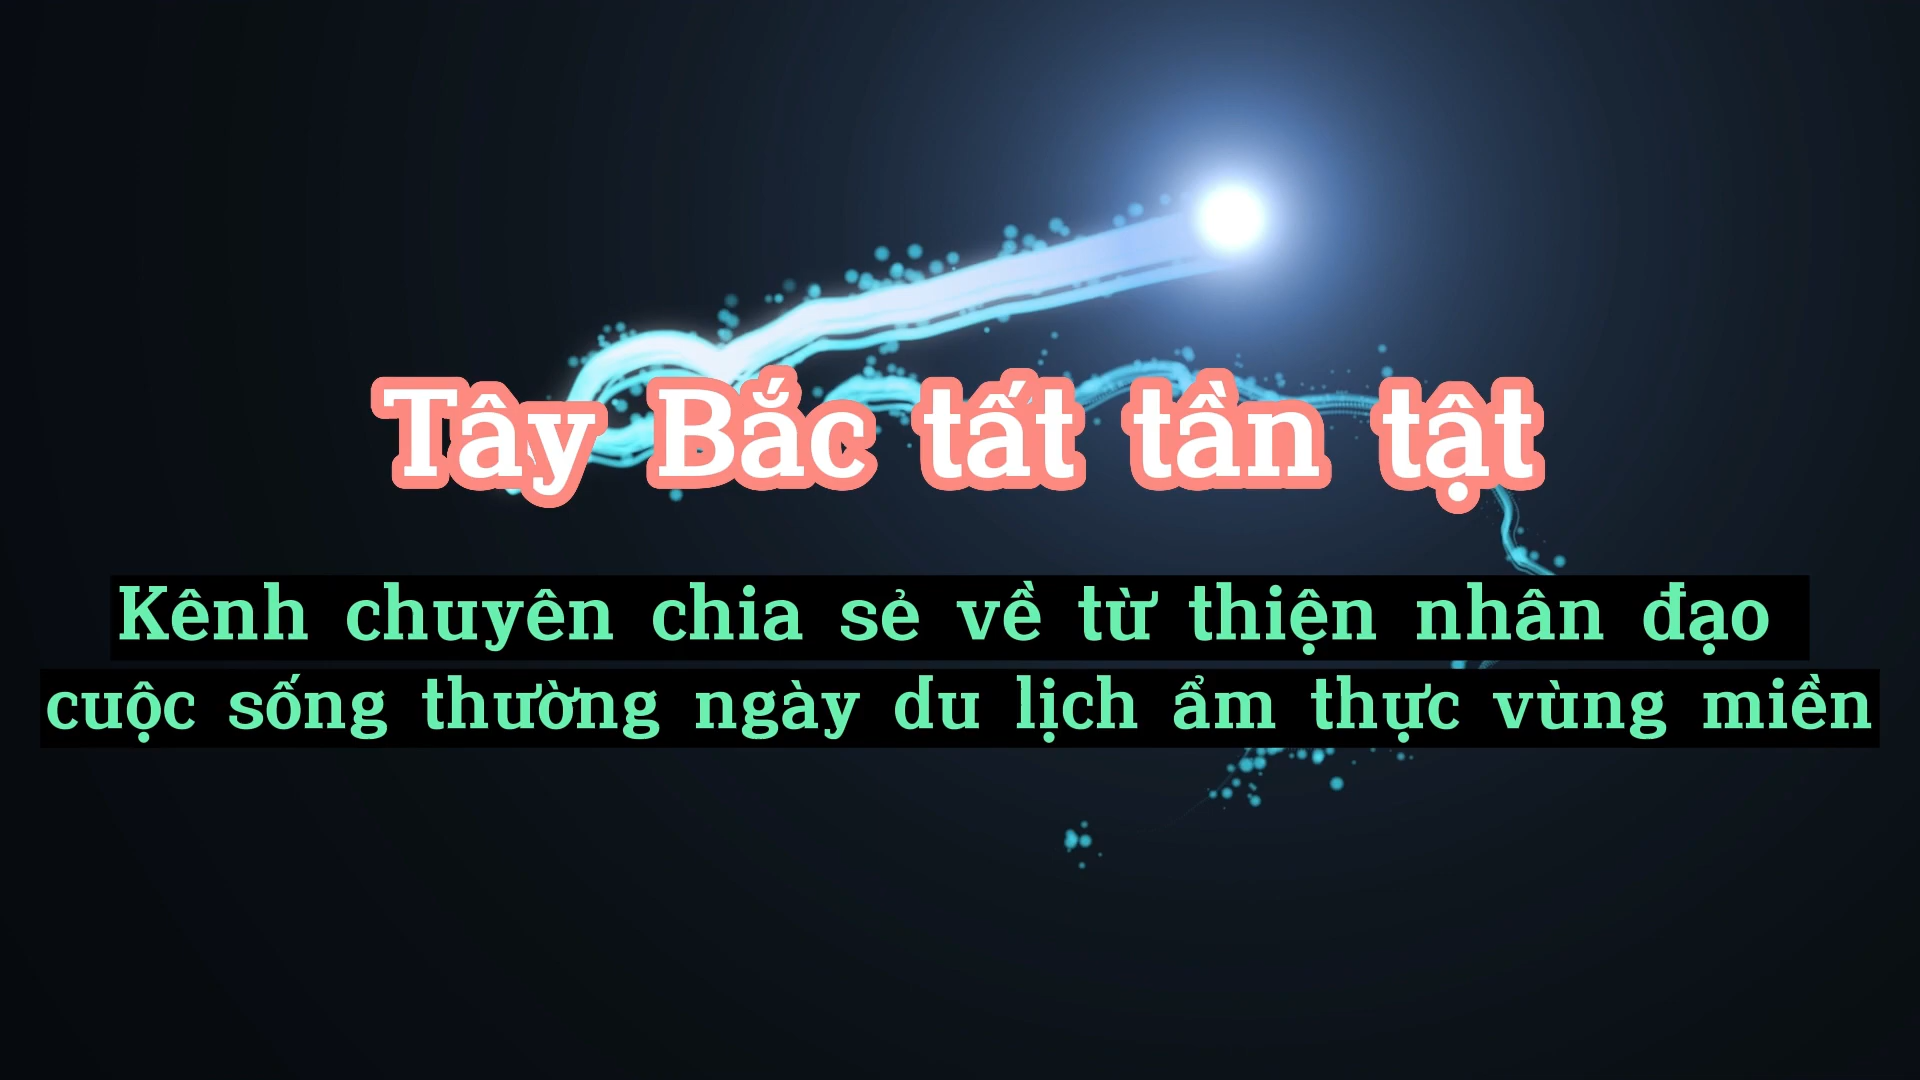 Tây Bắc tất tần tật
Kênh chuyên chia sẻ về từ thiện nhân đạo
cuộc sống thường ngày du lịch ẩm thực vùng miền